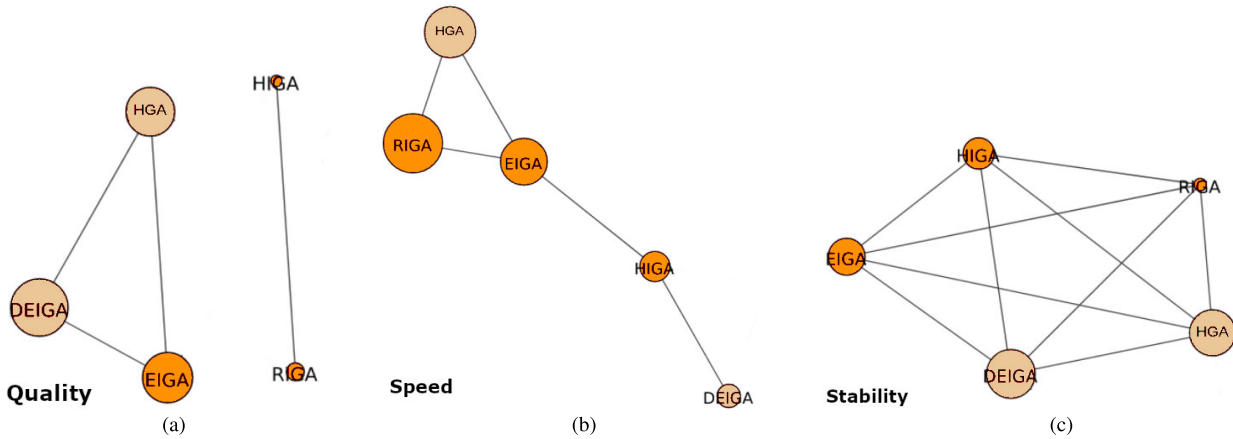 HGA
HIGA
DEIGA
EIGA
RIGA
Quality
(a)
HGA
RIGA
EIGA
HIGA
DEIGA
Speed
(b)
HIGA
RIGA
EIGA
HGA
DEIGA
Stability
(c)